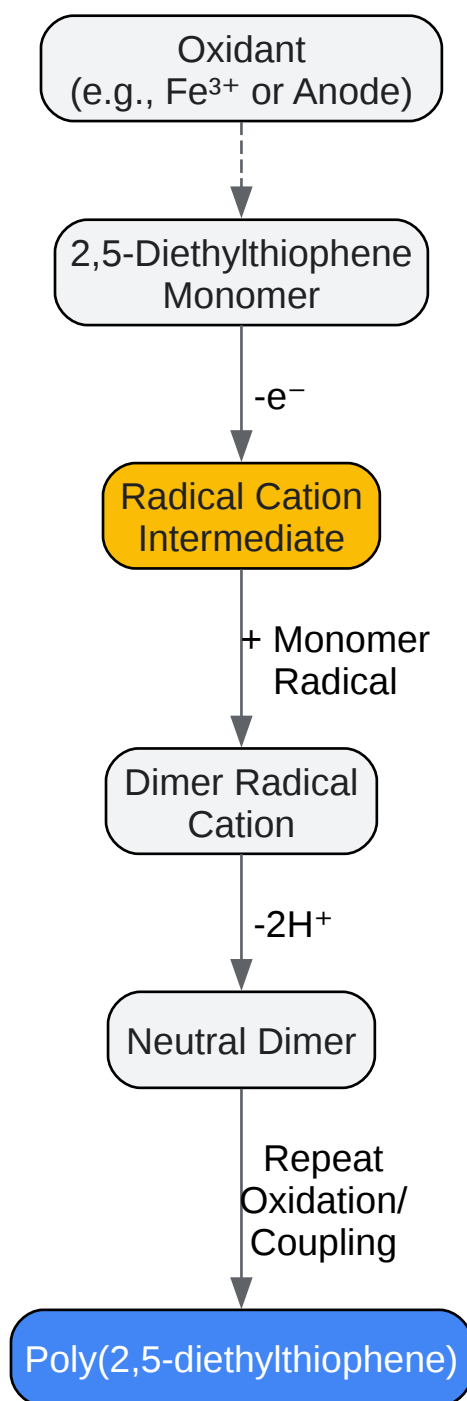 Oxidant
(e.g., Fe³⁺ or Anode)
2,5-Diethylthiophene
Monomer
-e⁻
Radical Cation
Intermediate
+ Monomer
Radical
Dimer Radical
Cation
-2H⁺
Neutral Dimer
Repeat
Oxidation/
Coupling
Poly(2,5-diethylthiophene)